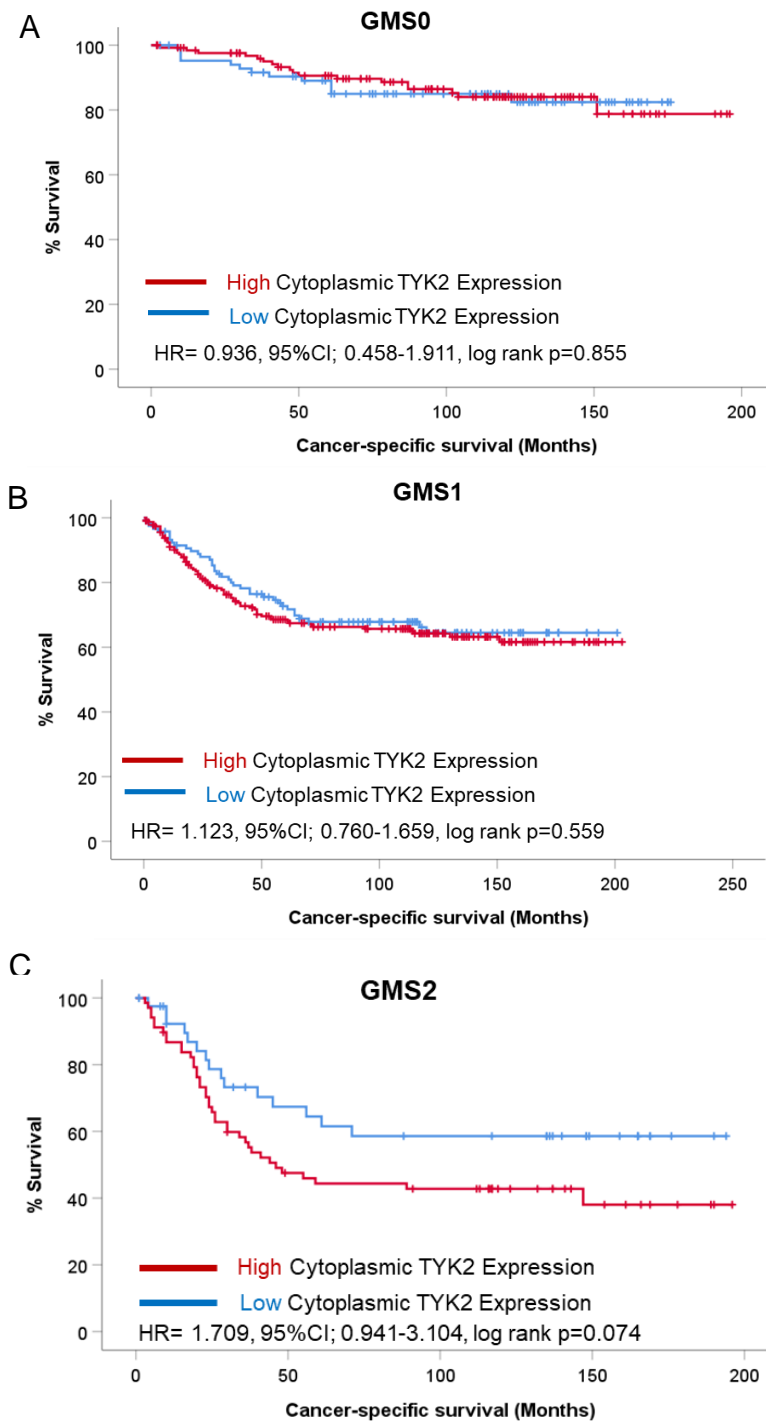 A
GMS0
100
80
60
40
20
0
% Survival
High Cytoplasmic TYK2 Expression
Low Cytoplasmic TYK2 Expression
HR= 0.936, 95%CI; 0.458-1.911, log rank p=0.855
0 50 100 150 200
Cancer-specific survival (Months)
B
GMS1
100
80
60
40
20
0
% Survival
High Cytoplasmic TYK2 Expression
Low Cytoplasmic TYK2 Expression
HR= 1.123, 95%CI; 0.760-1.659, log rank p=0.559
0 50 100 150 200 250
Cancer-specific survival (Months)
C
GMS2
100
80
60
40
20
0
% Survival
High Cytoplasmic TYK2 Expression
Low Cytoplasmic TYK2 Expression
HR= 1.709, 95%CI; 0.941-3.104, log rank p=0.074
0 50 100 150 200
Cancer-specific survival (Months)